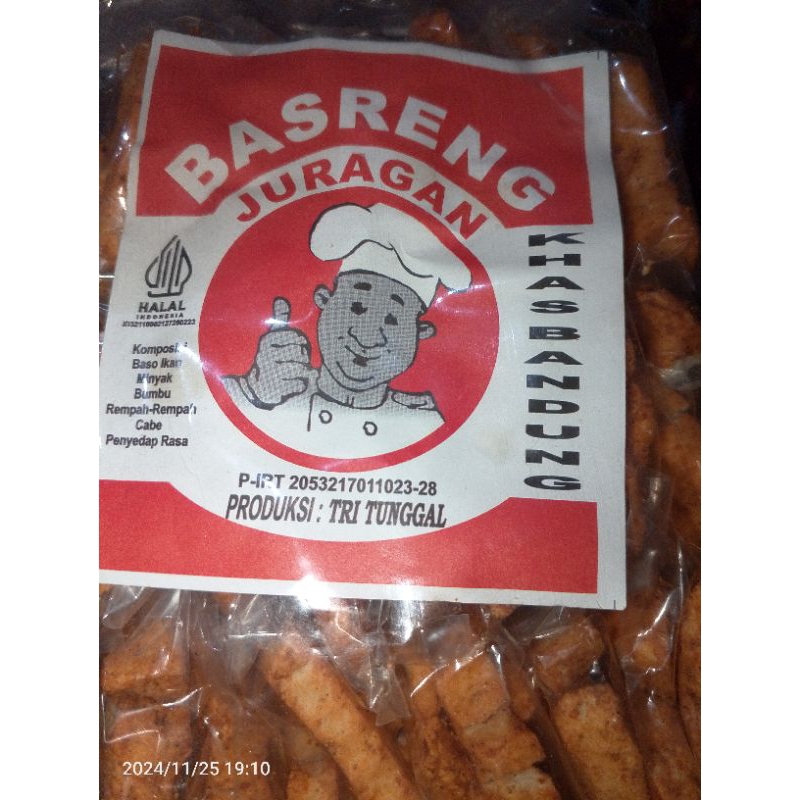 BASRENG
JURAGAN
KHAS BANDUNG
HALAL
INDONESIA
Komposisi
Baso Ikan
Minyak
Bumbu
Rempah-Rempah
Cabe
Penyedap Rasa
P-IRT 2053217011023-28
PRODUKSI : TRI TUNGGAL
2024/11/25 19:10